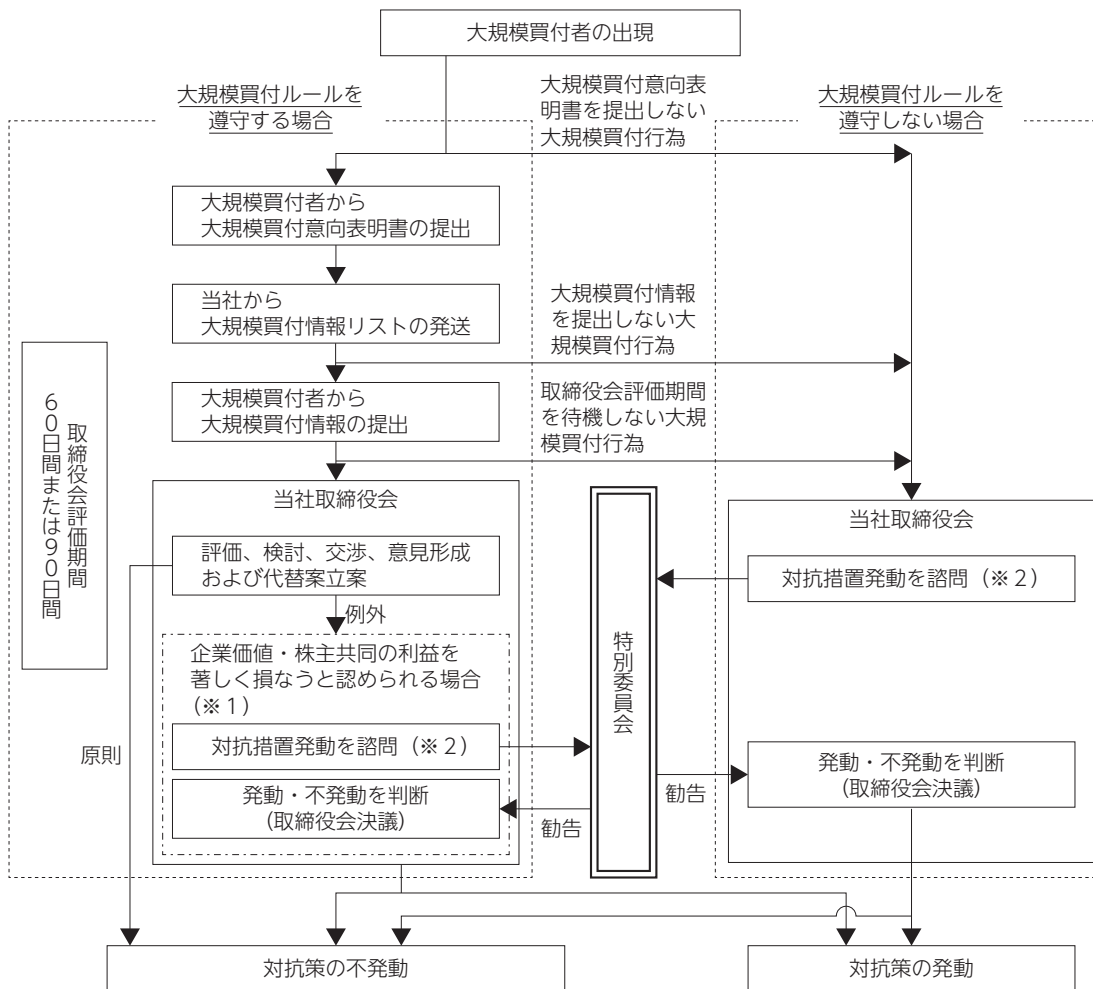 大規模買付者の出現
大規模買付ルールを
遵守する場合
大規模買付意向表
明書を提出しない
大規模買付行為
大規模買付ルールを
遵守しない場合
大規模買付者から
大規模買付意向表明書の提出
当社から
大規模買付情報リストの発送
大規模買付情報
を提出しない大
規模買付行為
大規模買付者から
大規模買付情報の提出
取締役会評価期間
を待機しない大規
模買付行為
取締役会評価期間
60日間または90日間
当社取締役会
評価、検討、交渉、意見形成
および代替案立案
例外
企業価値・株主共同の利益を
著しく損なうと認められる場合
(※1)
対抗措置発動を諮問(※2)
発動・不発動を判断
(取締役会決議)
原則
勧告
特別委員会
当社取締役会
対抗措置発動を諮問(※2)
勧告
発動・不発動を判断
(取締役会決議)
対抗策の不発動
対抗策の発動